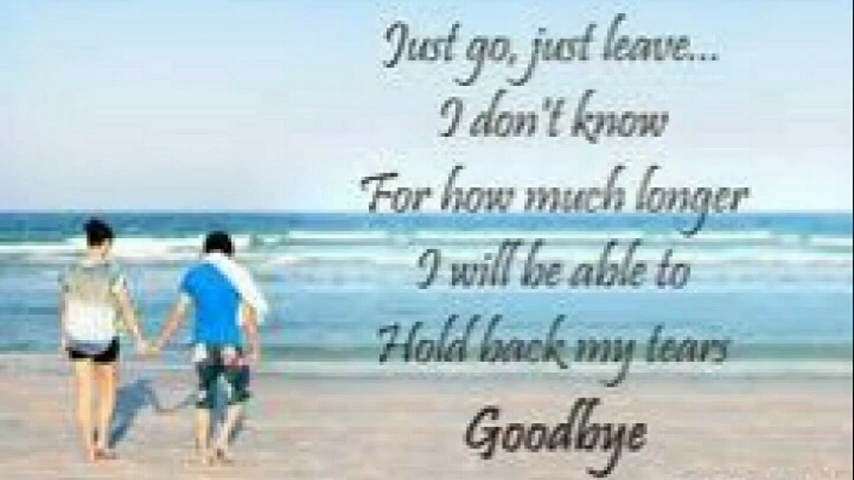 Just go, just leave...
I don't know
For how much longer
I will be able to
Hold back my tears
Goodbye